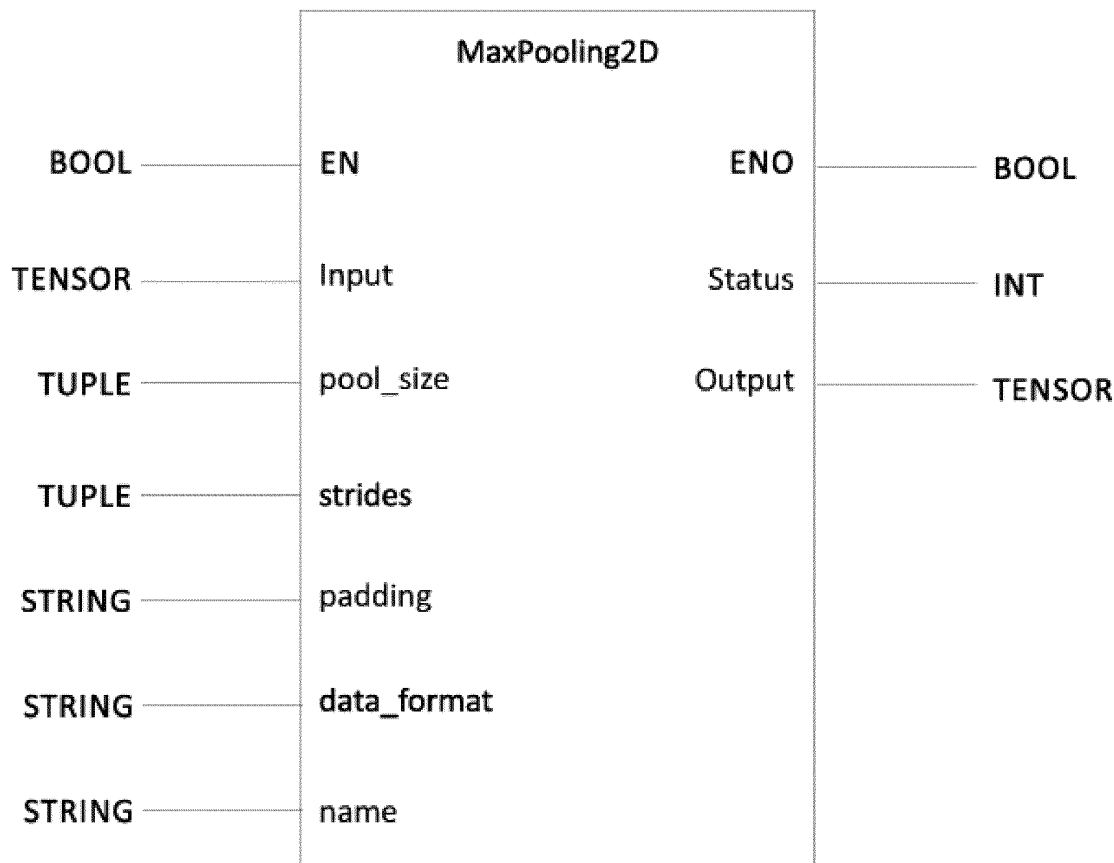 MaxPooling2D
BOOL EN ENO BOOL
TENSOR Input Status INT
TUPLE pool_size Output TENSOR
TUPLE strides
STRING padding
STRING data_format
STRING name